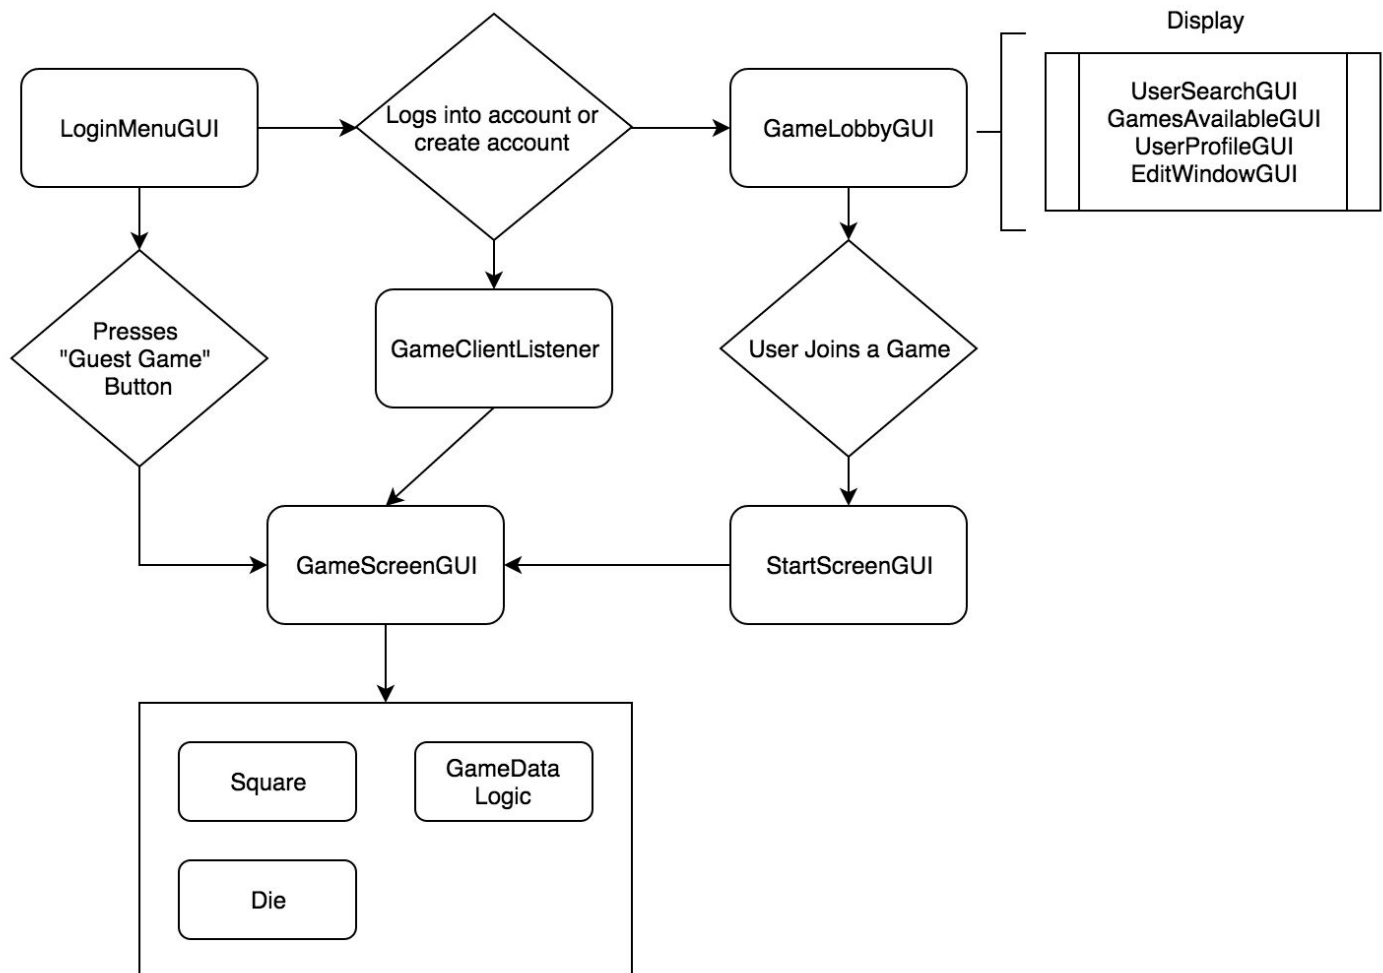 Display
LoginMenuGUI
Logs into account or
create account
GameLobbyGUI
UserSearchGUI
GamesAvailableGUI
UserProfileGUI
EditWindowGUI
Presses
"Guest Game"
Button
GameClientListener
User Joins a Game
GameScreenGUI
StartScreenGUI
Square
GameData
Logic
Die